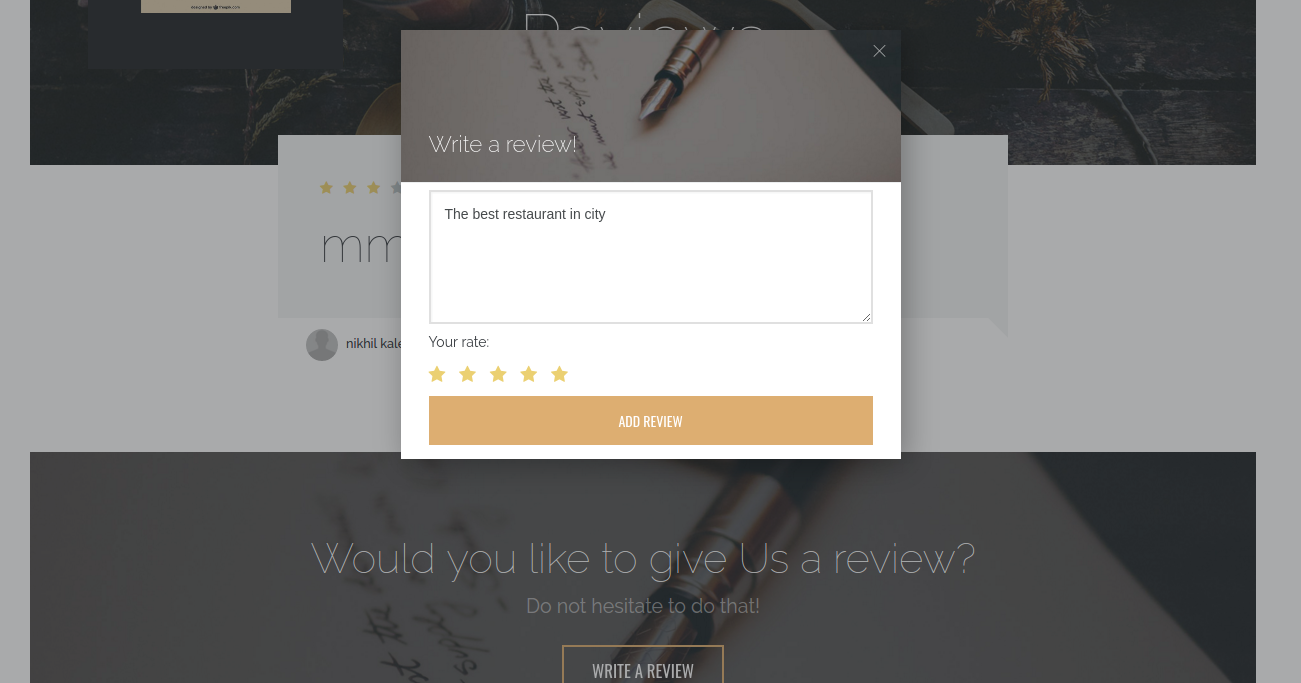 Reviews
Write a review!
The best restaurant in city
mm
nikhil kale
Your rate:
ADD REVIEW
Would you like to give Us a review?
Do not hesitate to do that!
WRITE A REVIEW